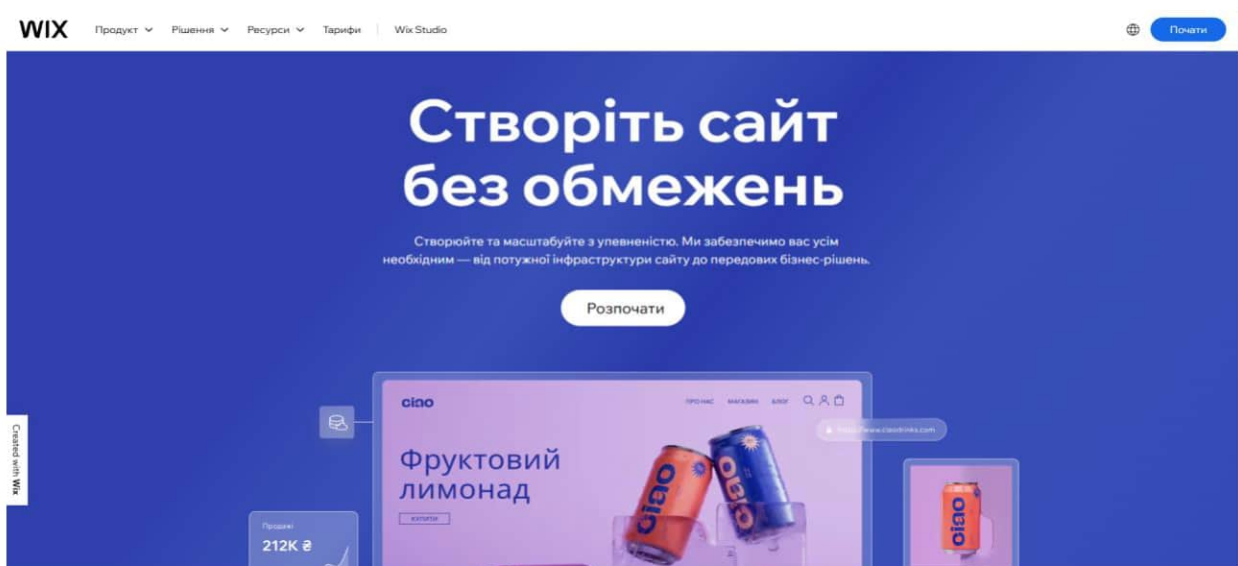 WIX
Продукт
Рішення
Ресурси
Тарифи
Wix Studio
Почати
Створіть сайт
без обмежень
Створюйте та масштабуйте з упевненістю. Ми забезпечимо вас усім
необхідним — від потужної інфраструктури сайту до передових бізнес-рішень.
Розпочати
ciao
ПРО НАС
МАГАЗИН
БЛОГ
Фруктовий
лимонад
КУПИТИ
ciao
ciao
ciao
Продажі
212K ₴
Created with Wix